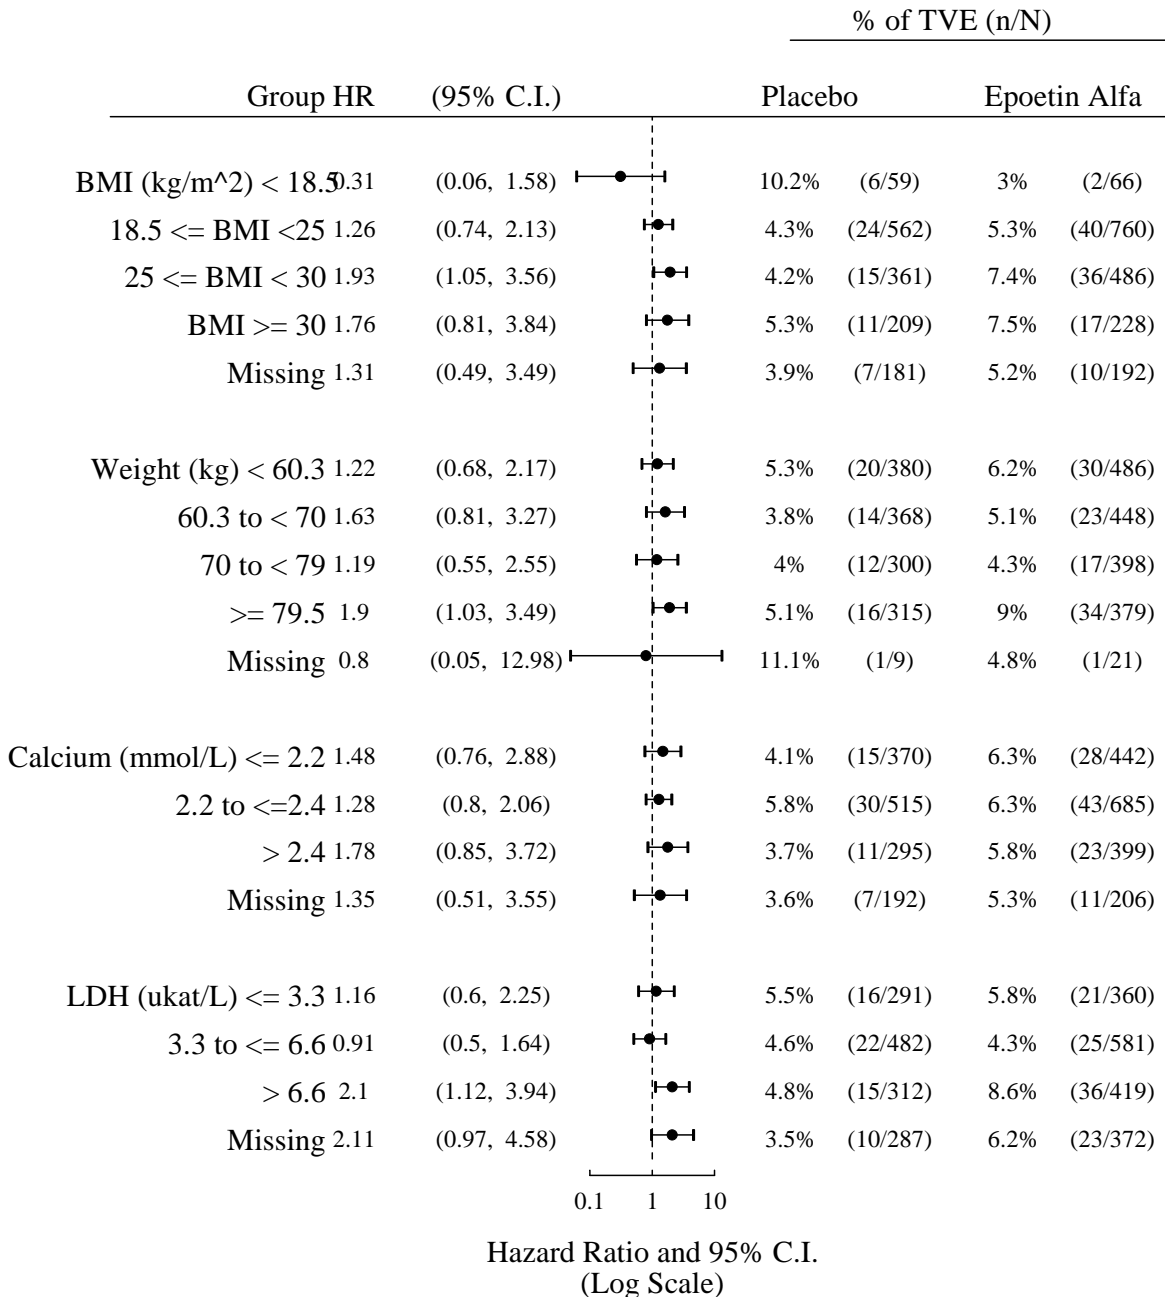 % of TVE (n/N)
Group HR (95% C.I.) Placebo Epoetin Alfa
BMI (kg/m^2) < 18.5 0.31 (0.06, 1.58) 10.2% (6/59) 3% (2/66)
18.5 <= BMI <25 1.26 (0.74, 2.13) 4.3% (24/562) 5.3% (40/760)
25 <= BMI < 30 1.93 (1.05, 3.56) 4.2% (15/361) 7.4% (36/486)
BMI >= 30 1.76 (0.81, 3.84) 5.3% (11/209) 7.5% (17/228)
Missing 1.31 (0.49, 3.49) 3.9% (7/181) 5.2% (10/192)
Weight (kg) < 60.3 1.22 (0.68, 2.17) 5.3% (20/380) 6.2% (30/486)
60.3 to < 70 1.63 (0.81, 3.27) 3.8% (14/368) 5.1% (23/448)
70 to < 79 1.19 (0.55, 2.55) 4% (12/300) 4.3% (17/398)
>= 79.5 1.9 (1.03, 3.49) 5.1% (16/315) 9% (34/379)
Missing 0.8 (0.05, 12.98) 11.1% (1/9) 4.8% (1/21)
Calcium (mmol/L) <= 2.2 1.48 (0.76, 2.88) 4.1% (15/370) 6.3% (28/442)
2.2 to <=2.4 1.28 (0.8, 2.06) 5.8% (30/515) 6.3% (43/685)
> 2.4 1.78 (0.85, 3.72) 3.7% (11/295) 5.8% (23/399)
Missing 1.35 (0.51, 3.55) 3.6% (7/192) 5.3% (11/206)
LDH (ukat/L) <= 3.3 1.16 (0.6, 2.25) 5.5% (16/291) 5.8% (21/360)
3.3 to <= 6.6 0.91 (0.5, 1.64) 4.6% (22/482) 4.3% (25/581)
> 6.6 2.1 (1.12, 3.94) 4.8% (15/312) 8.6% (36/419)
Missing 2.11 (0.97, 4.58) 3.5% (10/287) 6.2% (23/372)
0.1 1 10
Hazard Ratio and 95% C.I.
(Log Scale)